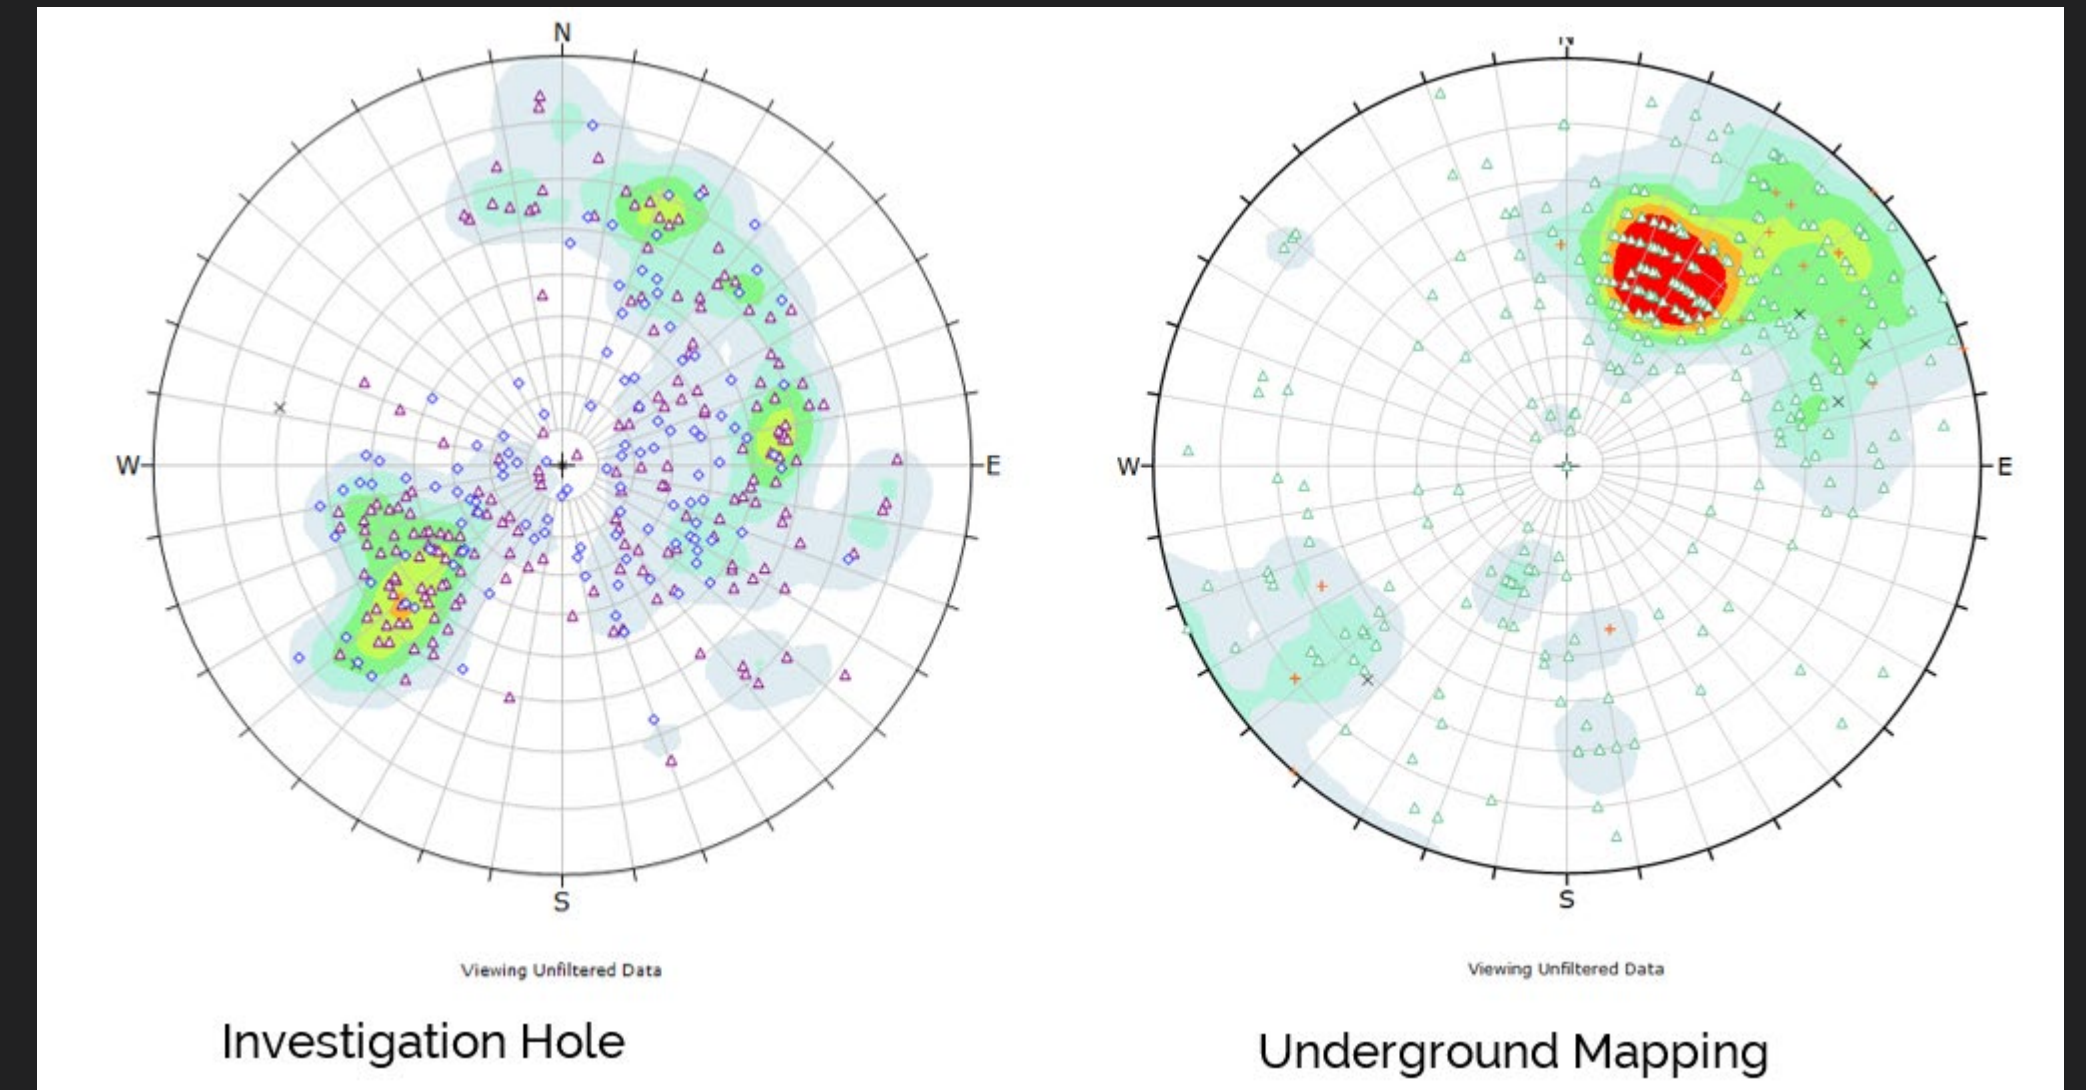 N
N
W
E
W
E
S
S
Viewing Unfiltered Data
Viewing Unfiltered Data
Investigation Hole
Underground Mapping